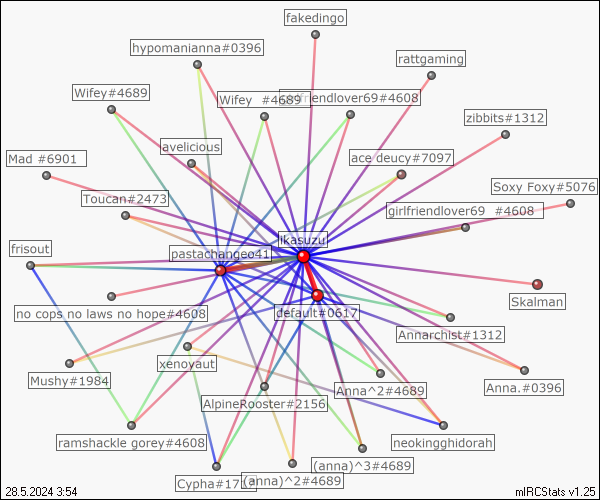 fakedingo
hypomanianna#0396
rattgaming
Wifey#4689
Wifey #4689
friendlover69#4608
zibbits#1312
avelicious
ace deucy#7097
Mad #6901
Soxy Foxy#5076
Toucan#2473
girlfriendlover69 #4608
likasuzu
frisout
pastachangeo41
Skalman
no cops no laws no hope#4608
default#0617
Annarchist#1312
xenoyaut
Mushy#1984
Anna^2#4689
Anna.#0396
AlpineRooster#2156
ramshackle gorey#4608
neokingghidorah
(anna)^3#4689
Cypha#17
(anna)^2#4689
28.5.2024 3:54
mIRCStats v1.25